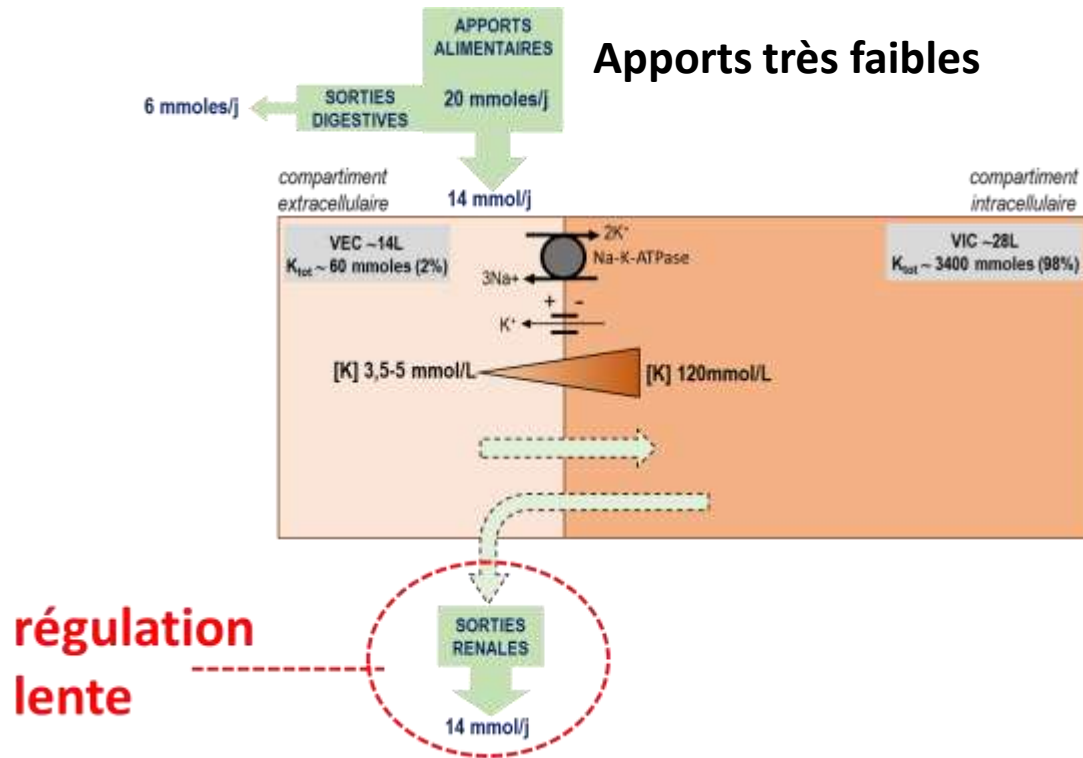 APPORTS
ALIMENTAIRES
20 mmoles/j
Apports très faibles
6 mmoles/j
SORTIES
DIGESTIVES
compartiment
extracellulaire
14 mmol/j
compartiment
intracellulaire
VEC ~14L
Ktot ~ 60 mmoles (2%)
2K+
Na-K-ATPase
3Na+
VIC ~28L
Ktot ~ 3400 mmoles (98%)
+ -
K+
[K] 3,5-5 mmol/L
[K] 120mmol/L
régulation
lente
SORTIES
RENALES
14 mmol/j